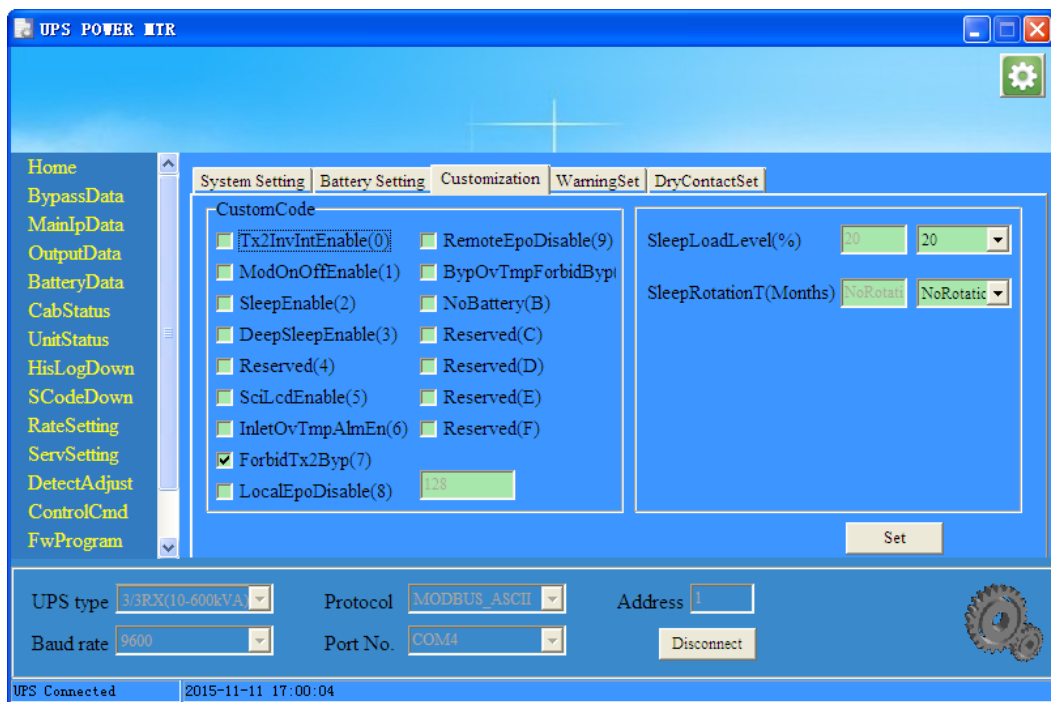 UPS POWER MTR
Home
BypassData
MainIpData
OutputData
BatteryData
CabStatus
UnitStatus
HisLogDown
SCodeDown
RateSetting
ServSetting
DetectAdjust
ControlCmd
FwProgram
System Setting Battery Setting Customization WarningSet DryContactSet
CustomCode
Tx2InvIntEnable(0) RemoteEpoDisable(9)
ModOnOffEnable(1) BypOvTmpForbidByp(
SleepEnable(2) NoBattery(B)
DeepSleepEnable(3) Reserved(C)
Reserved(4) Reserved(D)
SciLcdEnable(5) Reserved(E)
InletOvTmpAlmEn(6) Reserved(F)
ForbidTx2Byp(7)
LocalEpoDisable(8) 128
SleepLoadLevel(%) 20 20
SleepRotationT(Months) NoRotati NoRotatic
Set
UPS type 3/3RX(10-600kVA) Protocol MODBUS_ASCII Address 1
Baud rate 9600 Port No. COM4 Disconnect
UPS Connected 2015-11-11 17:00:04